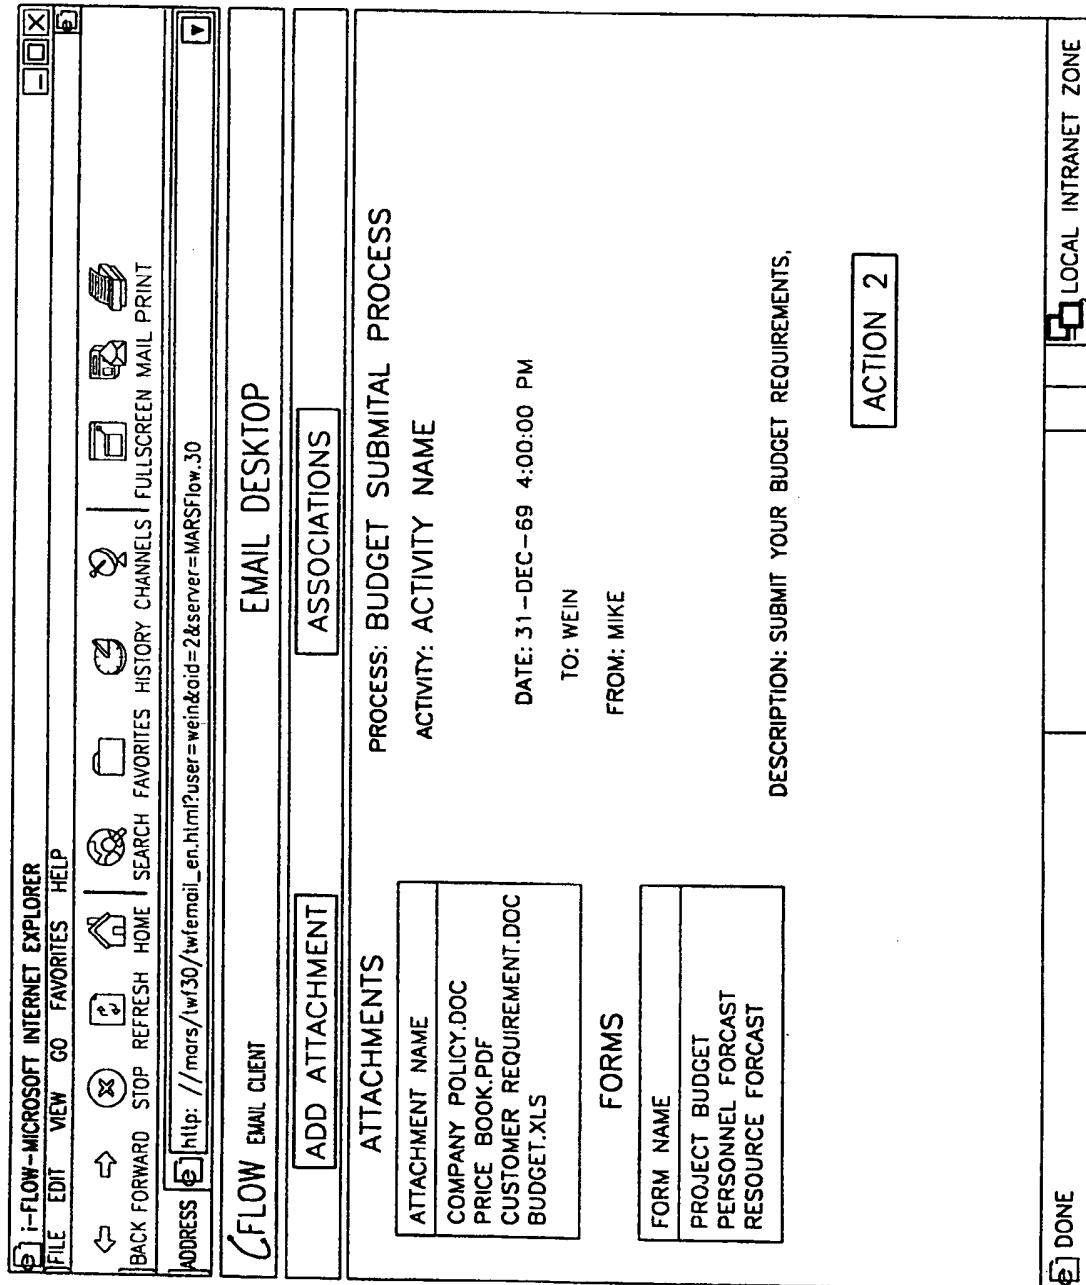 i-FLOW-MICROSOFT INTERNET EXPLORER
FILE EDIT VIEW GO FAVORITES HELP
BACK FORWARD STOP REFRESH HOME SEARCH FAVORITES HISTORY CHANNELS FULLSCREEN MAIL PRINT
ADDRESS http: //mars/twf30/twfemail_en.html?user=wein&aid=2&server=MARSFlow.30
FLOW EMAIL CLIENT EMAIL DESKTOP
ADD ATTACHMENT ASSOCIATIONS
ATTACHMENTS
ATTACHMENT NAME
COMPANY POLICY.DOC
PRICE BOOK.PDF
CUSTOMER REQUIREMENT.DOC
BUDGET.XLS
FORMS
FORM NAME
PROJECT BUDGET
PERSONNEL FORCAST
RESOURCE FORCAST
PROCESS: BUDGET SUBMITAL PROCESS
ACTIVITY: ACTIVITY NAME
DATE: 31-DEC-69 4:00:00 PM
TO: WEIN
FROM: MIKE
DESCRIPTION: SUBMIT YOUR BUDGET REQUIREMENTS,
ACTION 2
DONE
LOCAL INTRANET ZONE